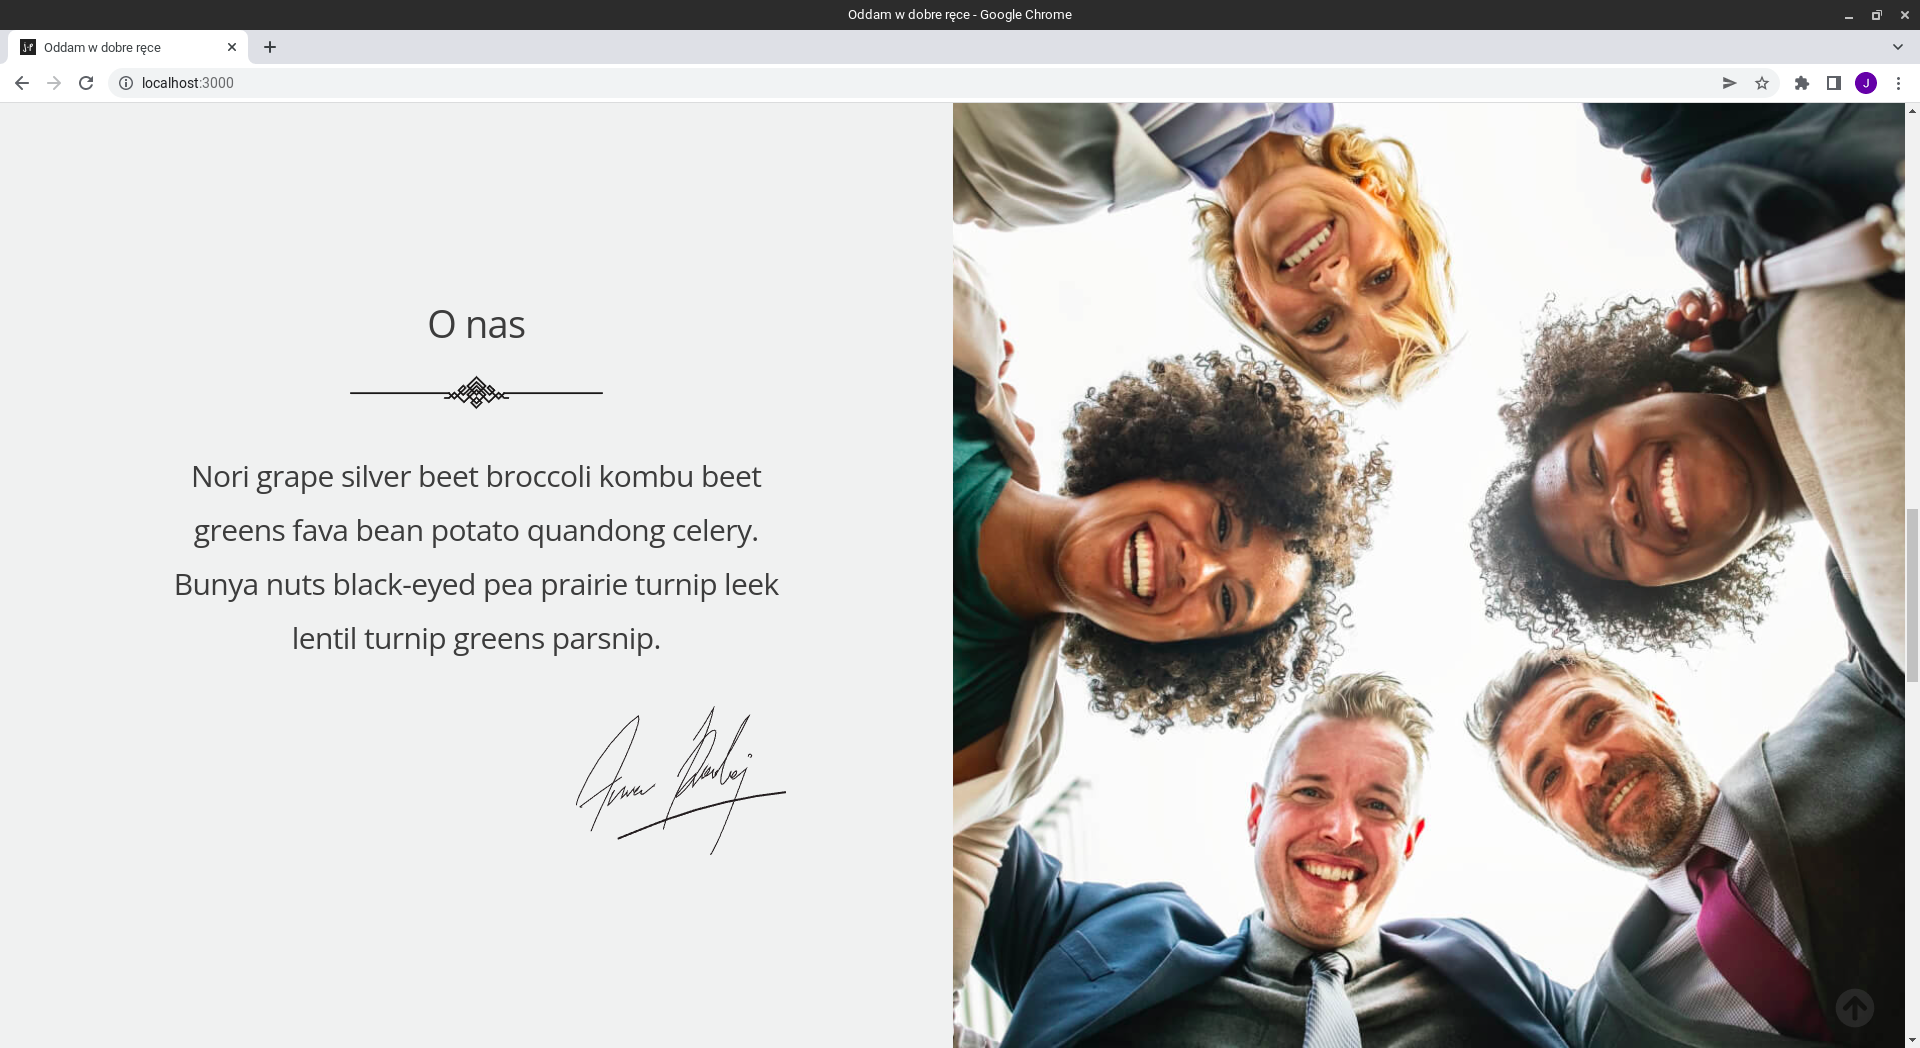 Oddam w dobre ręce - Google Chrome
Oddam w dobre ręce
localhost:3000
J
O nas
Nori grape silver beet broccoli kombu beet
greens fava bean potato quandong celery.
Bunya nuts black-eyed pea prairie turnip leek
lentil turnip greens parsnip.